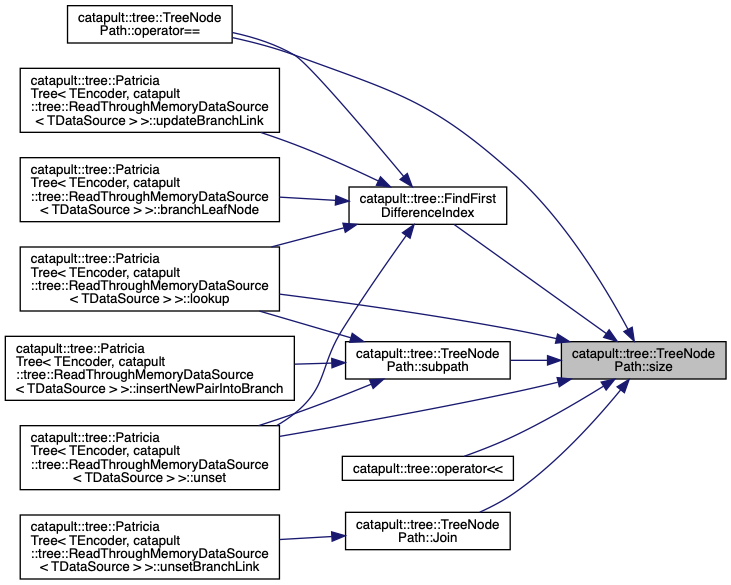 catapult::tree::TreeNode
Path::operator==
catapult::tree::Patricia
Tree< TEncoder, catapult
::tree::ReadThroughMemoryDataSource
< TDataSource > >::updateBranchLink
catapult::tree::Patricia
Tree< TEncoder, catapult
::tree::ReadThroughMemoryDataSource
< TDataSource > >::branchLeafNode
catapult::tree::FindFirst
DifferenceIndex
catapult::tree::Patricia
Tree< TEncoder, catapult
::tree::ReadThroughMemoryDataSource
< TDataSource > >::lookup
catapult::tree::Patricia
Tree< TEncoder, catapult
::tree::ReadThroughMemoryDataSource
< TDataSource > >::insertNewPairIntoBranch
catapult::tree::TreeNode
Path::subpath
catapult::tree::TreeNode
Path::size
catapult::tree::Patricia
Tree< TEncoder, catapult
::tree::ReadThroughMemoryDataSource
< TDataSource > >::unset
catapult::tree::operator<<
catapult::tree::Patricia
Tree< TEncoder, catapult
::tree::ReadThroughMemoryDataSource
< TDataSource > >::unsetBranchLink
catapult::tree::TreeNode
Path::Join